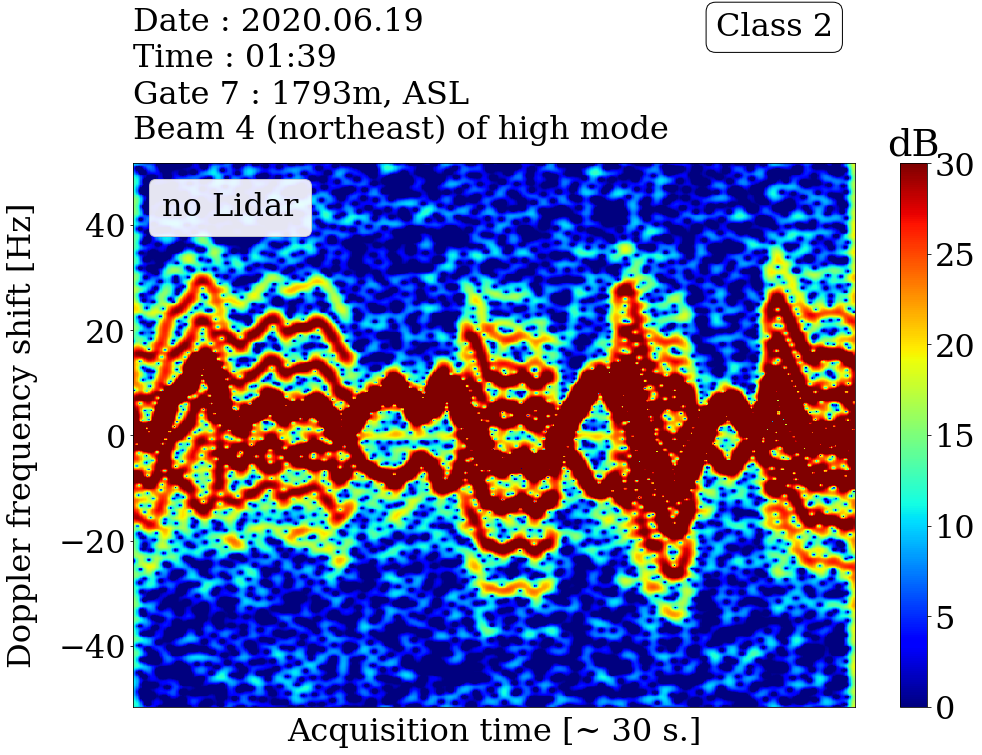 Date : 2020.06.19
Time : 01:39
Gate 7 : 1793m, ASL
Beam 4 (northeast) of high mode
Class 2
dB
no Lidar
Doppler frequency shift [Hz]
40
20
0
−20
−40
30
25
20
15
10
5
0
Acquisition time [~ 30 s.]